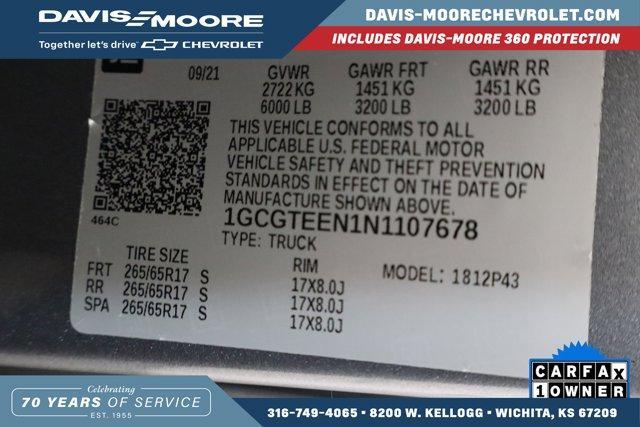 DAVIS-MOORE
Together let's drive CHEVROLET
DAVIS-MOORECHEVROLET.COM
INCLUDES DAVIS-MOORE 360 PROTECTION
09/21 GVWR GAWR FRT GAWR RR
2722 KG 1451 KG 1451 KG
6000 LB 3200 LB 3200 LB
THIS VEHICLE CONFORMS TO ALL
APPLICABLE U.S. FEDERAL MOTOR
VEHICLE SAFETY AND THEFT PREVENTION
STANDARDS IN EFFECT ON THE DATE OF
MANUFACTURE SHOWN ABOVE.
464C
1GCGTEEN1N1107678
TYPE: TRUCK
TIRE SIZE RIM MODEL: 1812P43
FRT 265/65R17 S 17X8.0J
RR 265/65R17 S 17X8.0J
SPA 265/65R17 S 17X8.0J
CARFAX
1 OWNER
Celebrating
70 YEARS OF SERVICE
EST. 1955
316-749-4065 • 8200 W. KELLOGG • WICHITA, KS 67209